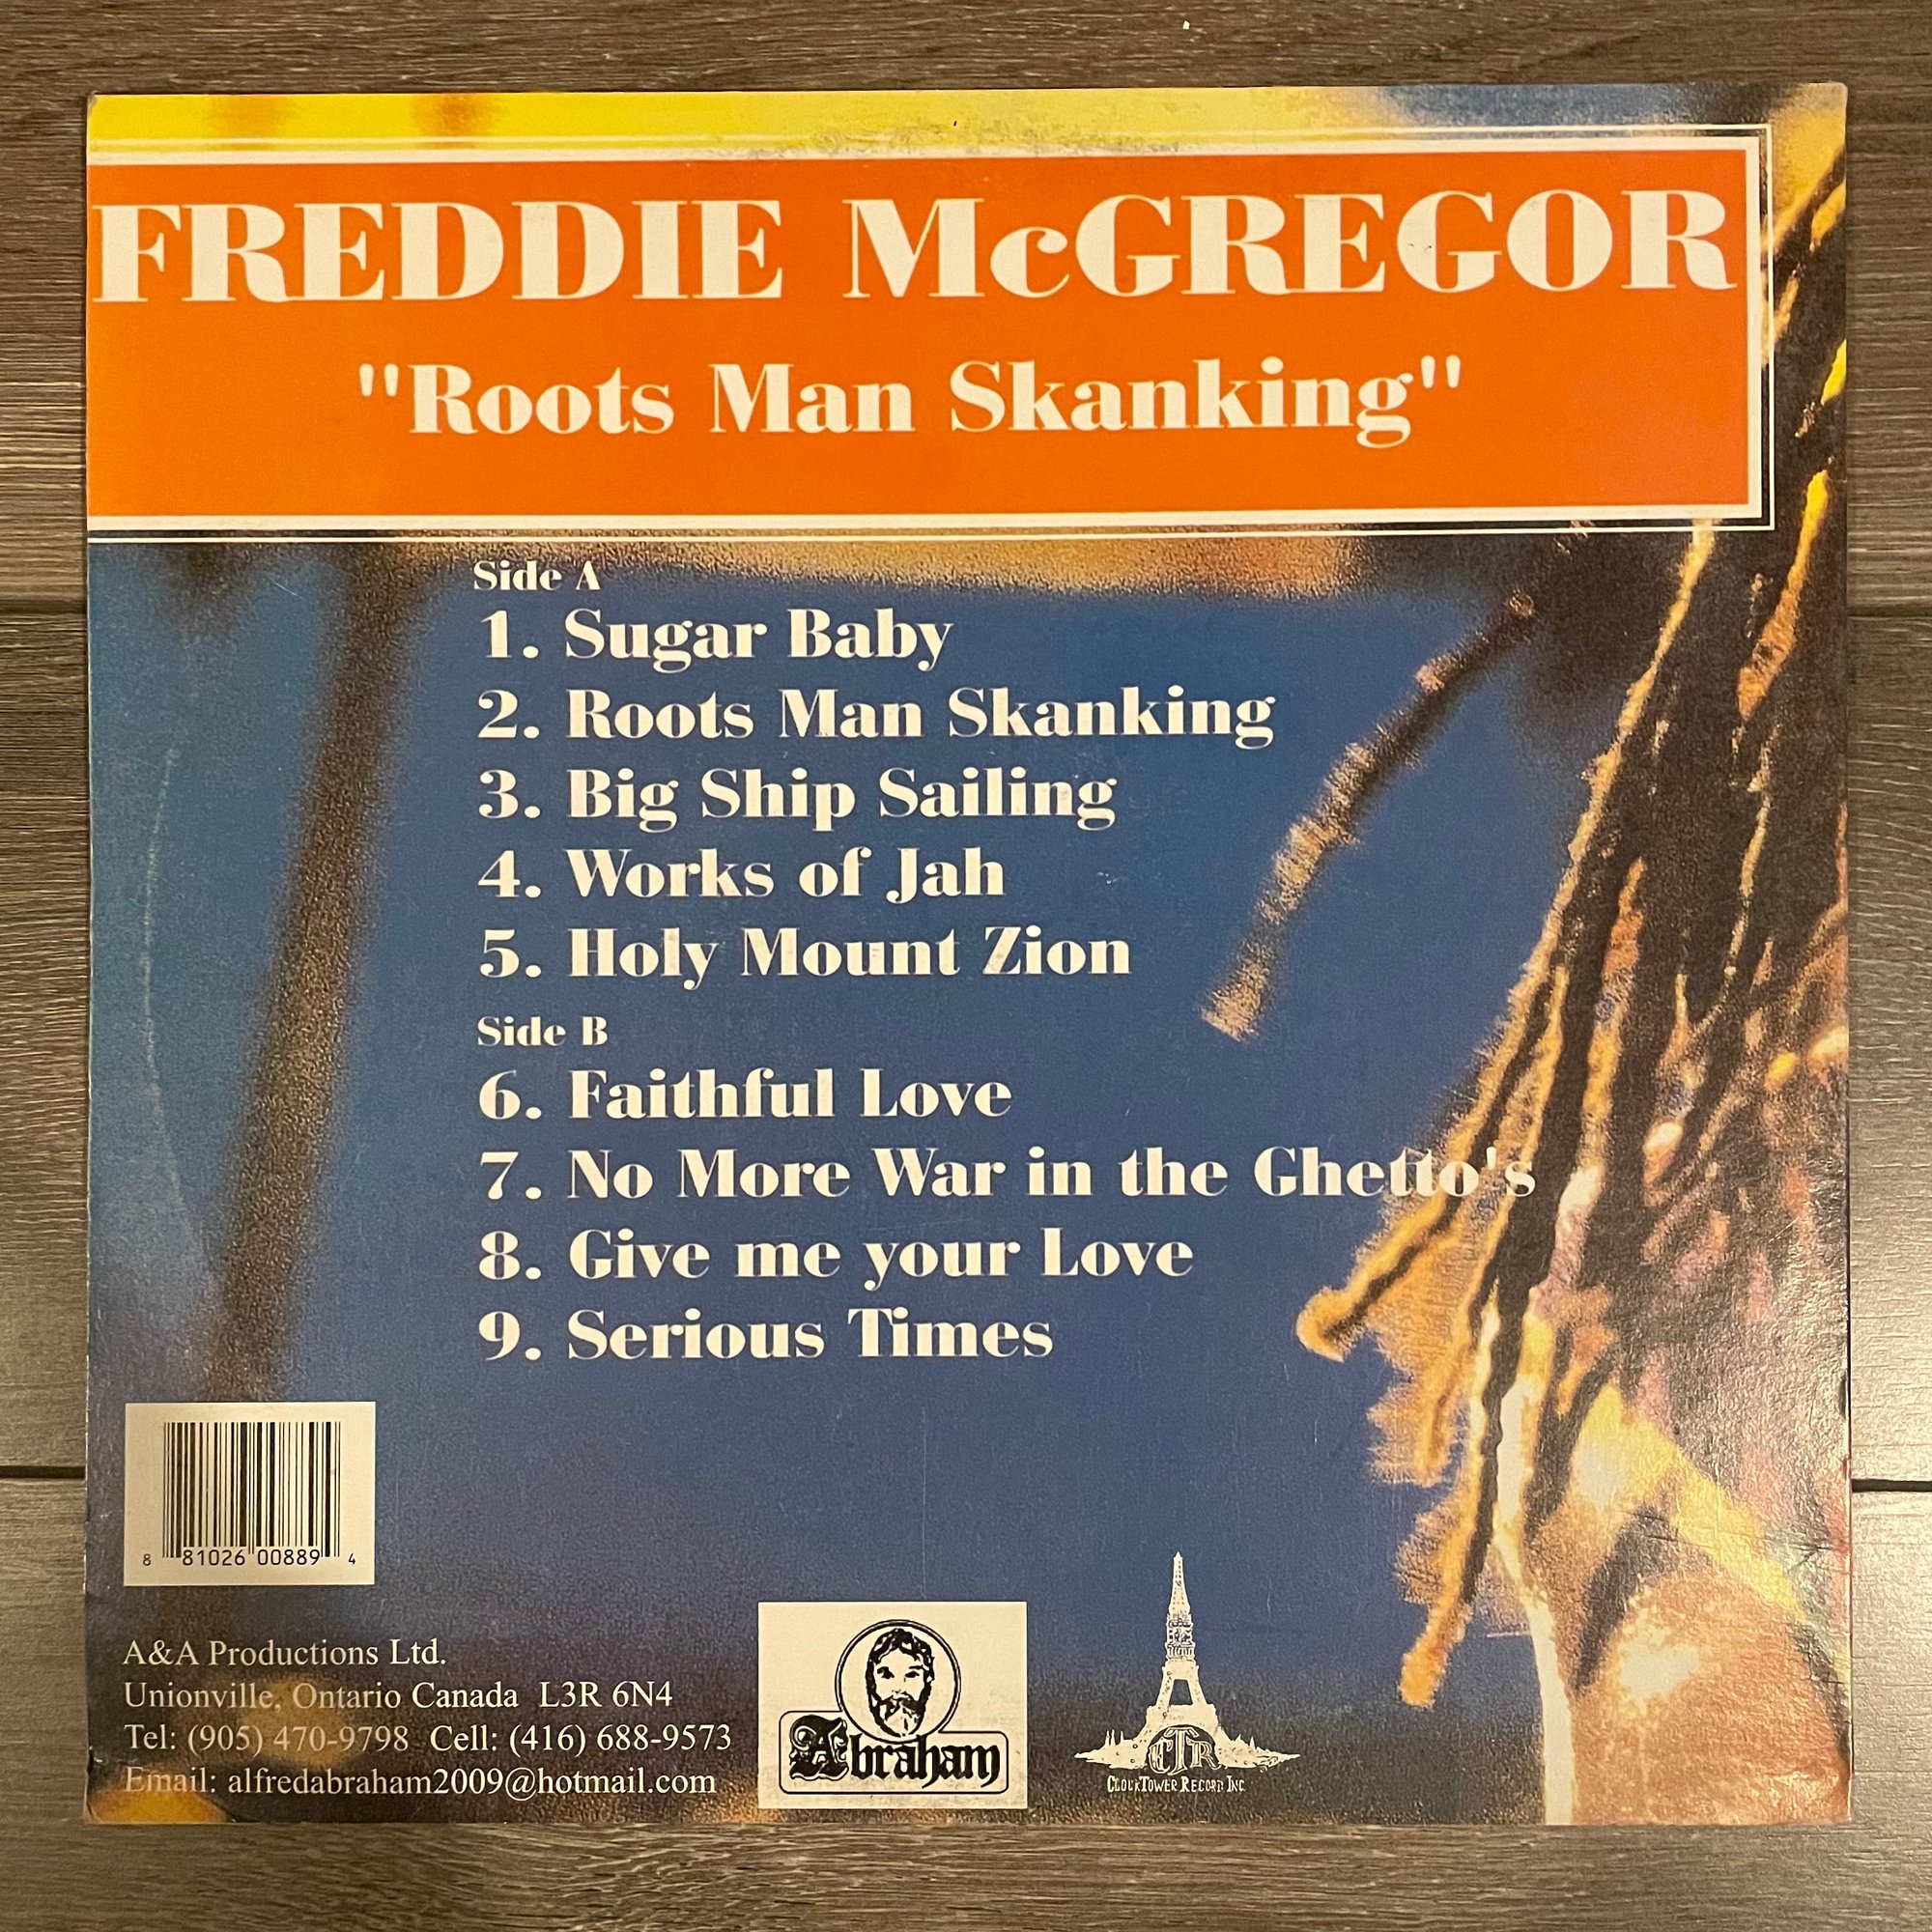 FREDDIE McGREGOR
"Roots Man Skanking"
Side A
1. Sugar Baby
2. Roots Man Skanking
3. Big Ship Sailing
4. Works of Jah
5. Holy Mount Zion
Side B
6. Faithful Love
7. No More War in the Ghetto's
8. Give me your Love
9. Serious Times
8 81026 00889 4
A&A Productions Ltd.
Unionville, Ontario Canada L3R 6N4
Tel: (905) 470-9798 Cell: (416) 688-9573
Email: alfredabraham2009@hotmail.com
Abraham
CTR
CLOCKTOWER RECORD INC